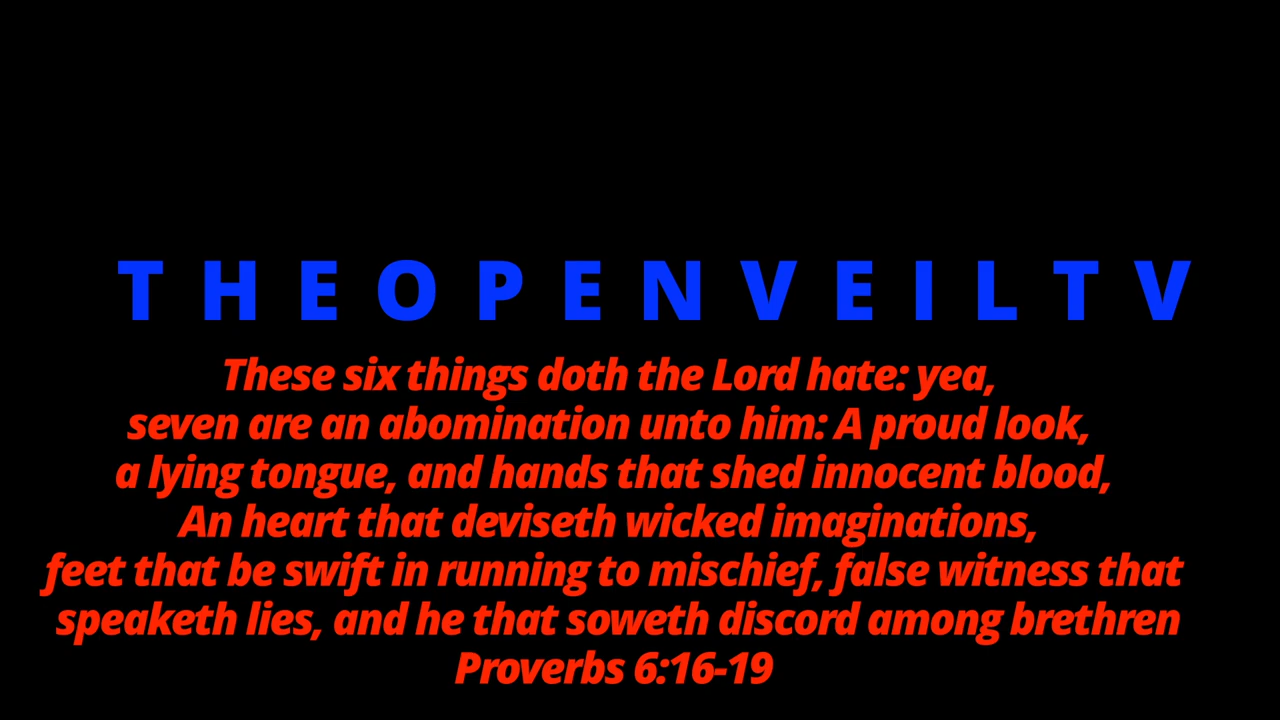 THEOPENVEILTV
These six things doth the Lord hate: yea,
seven are an abomination unto him: A proud look,
a lying tongue, and hands that shed innocent blood,
An heart that deviseth wicked imaginations,
feet that be swift in running to mischief, false witness that
speaketh lies, and he that soweth discord among brethren
Proverbs 6:16-19